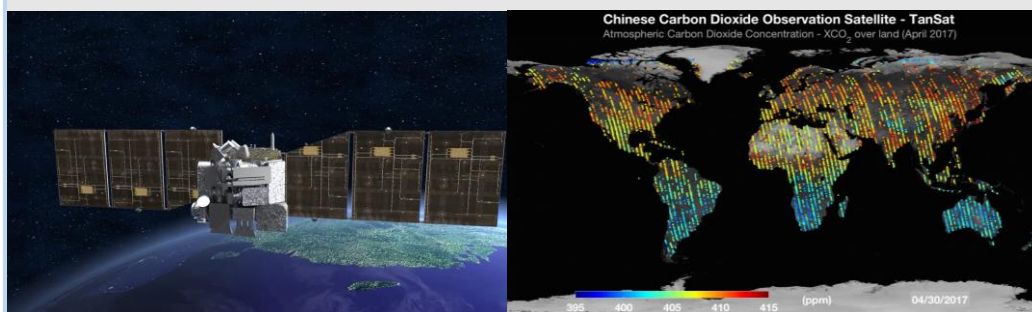 Chinese Carbon Dioxide Observation Satellite - TanSat
Atmospheric Carbon Dioxide Concentration - XCO₂ over land (April 2017)
(ppm)
04/30/2017
395 400 405 410 415